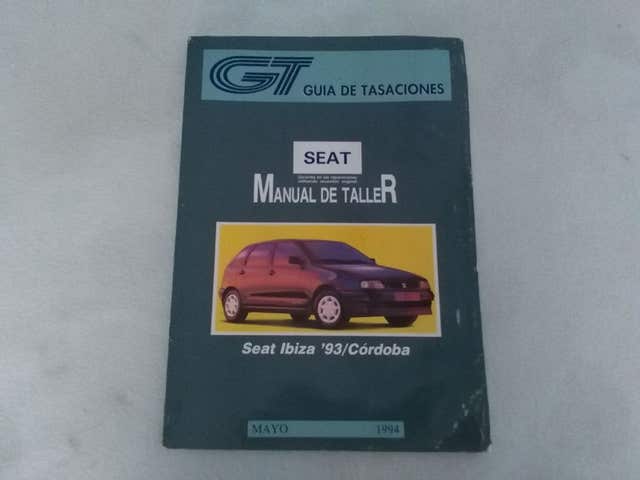 GT GUIA DE TASACIONES
SEAT
MANUAL DE TALLER
Seat Ibiza '93/Córdoba
MAYO 1994